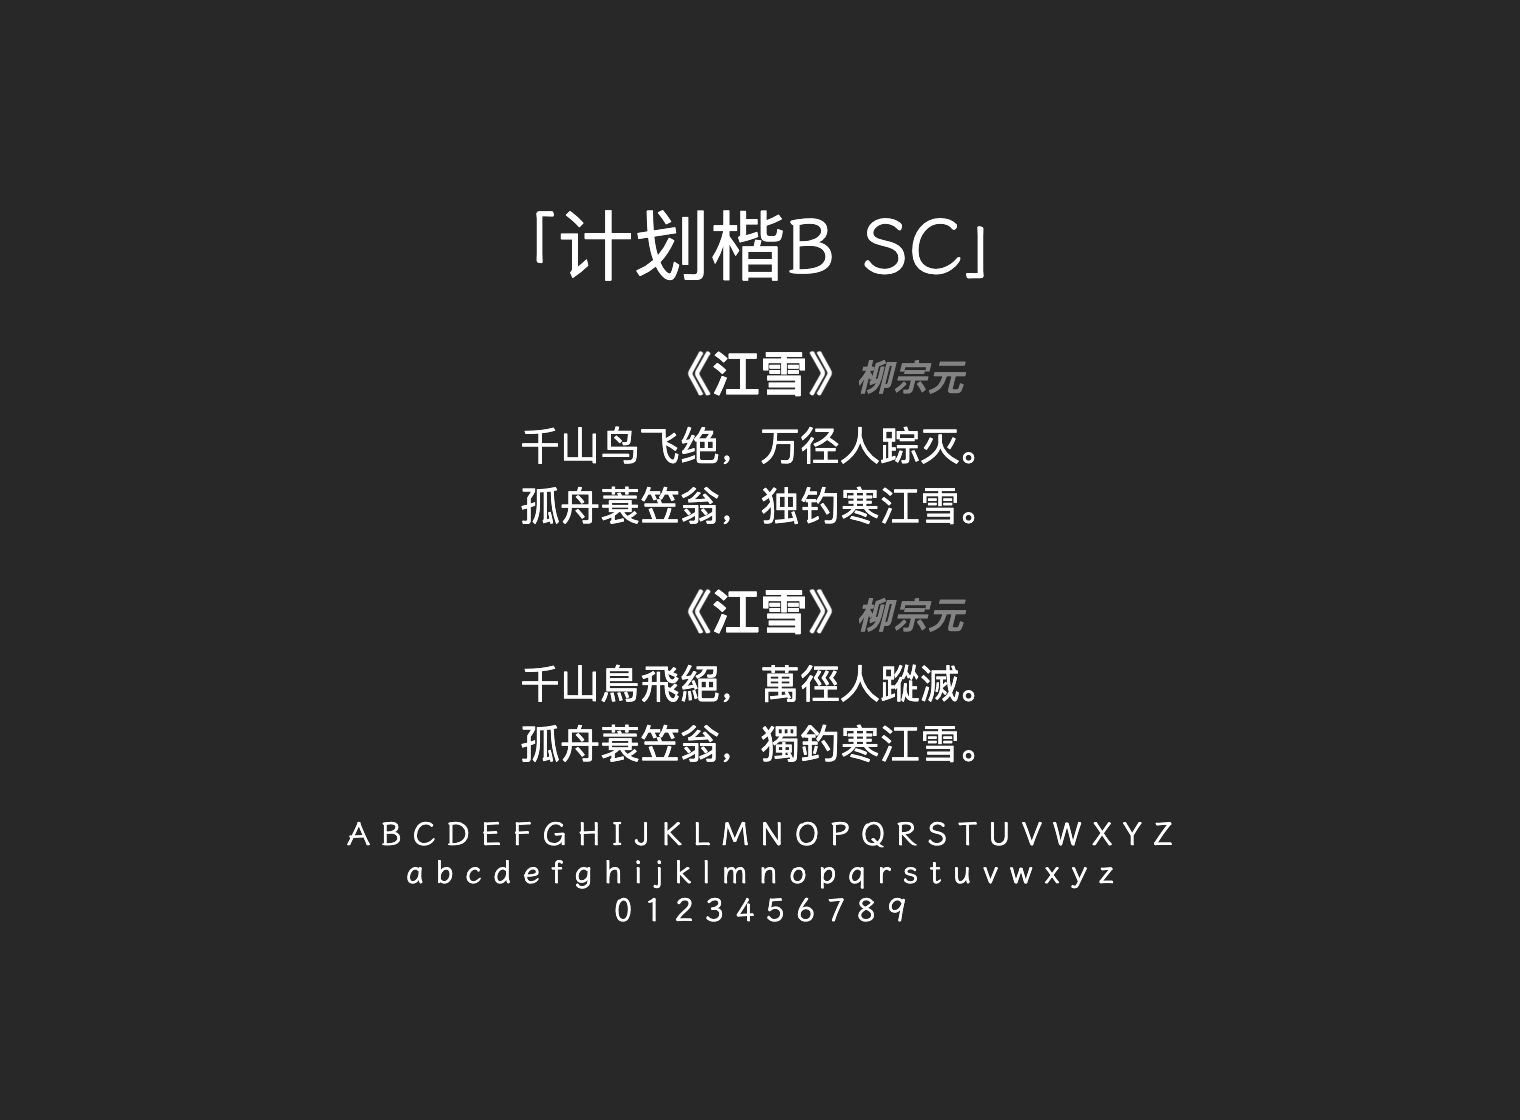 「计划楷B SC」
《江雪》 柳宗元
千山鸟飞绝，万径人踪灭。
孤舟蓑笠翁，独钓寒江雪。
《江雪》 柳宗元
千山鳥飛絕，萬徑人蹤滅。
孤舟蓑笠翁，獨釣寒江雪。
A B C D E F G H I J K L M N O P Q R S T U V W X Y Z
a b c d e f g h i j k l m n o p q r s t u v w x y z
0 1 2 3 4 5 6 7 8 9